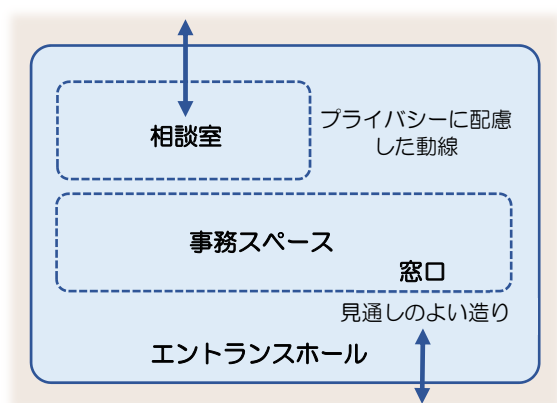 相談室
プライバシーに配慮
した動線
事務スペース
窓口
見通しのよい造り
エントランスホール